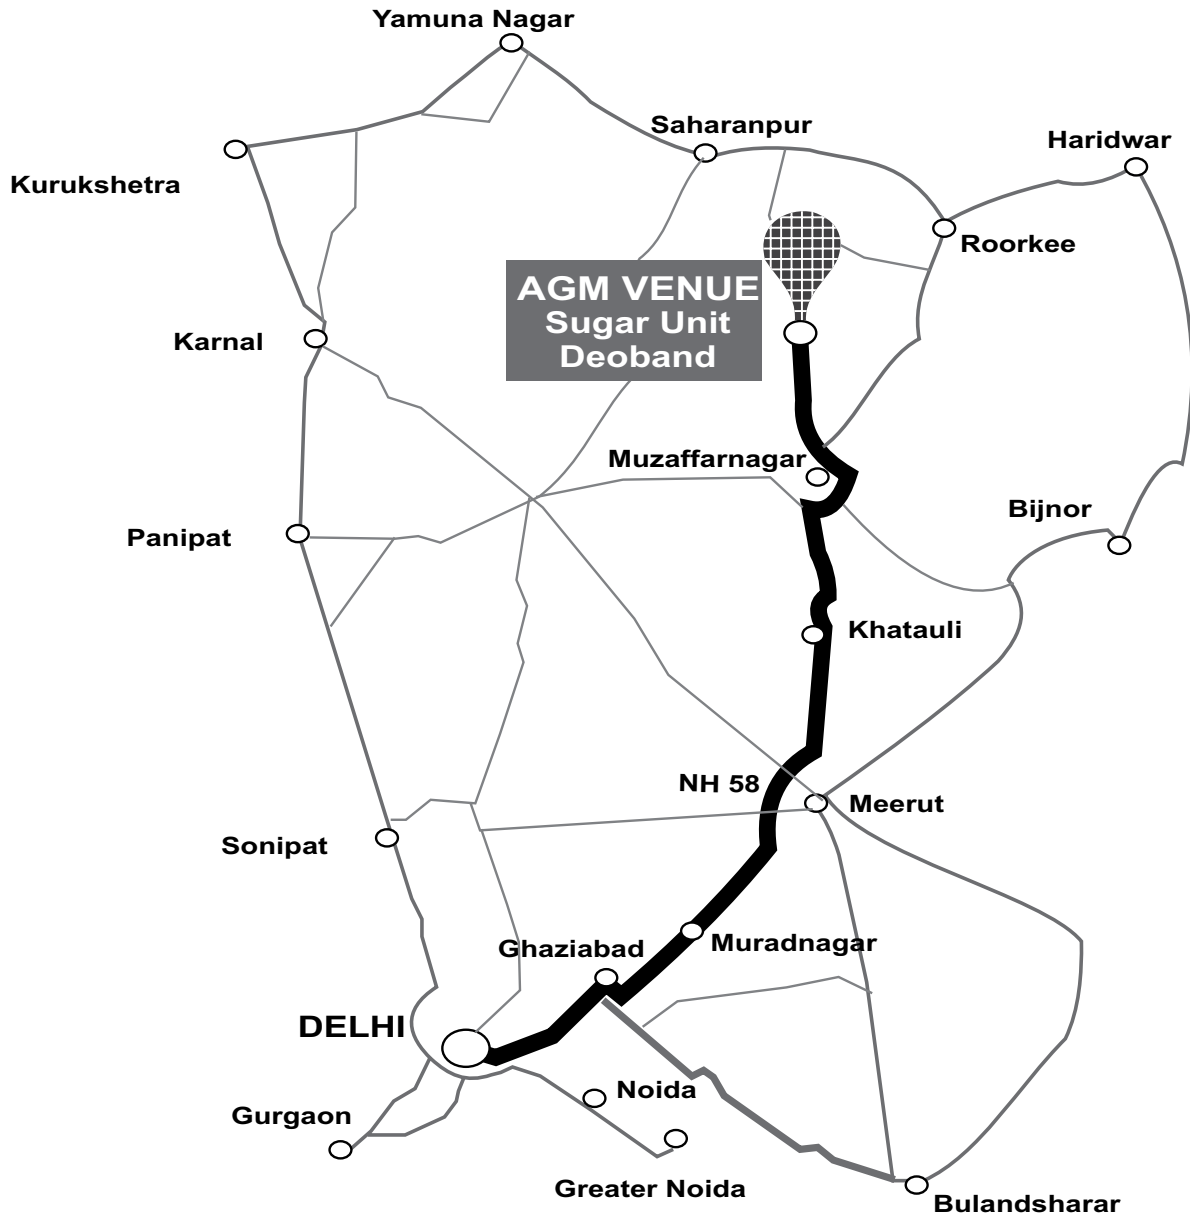 Yamuna Nagar
Saharanpur
Haridwar
Kurukshetra
Roorkee
AGM VENUE
Sugar Unit
Deoband
Karnal
Muzaffarnagar
Bijnor
Panipat
Khatauli
NH 58
Meerut
Sonipat
Ghaziabad
Muradnagar
DELHI
Noida
Gurgaon
Greater Noida
Bulandsharar